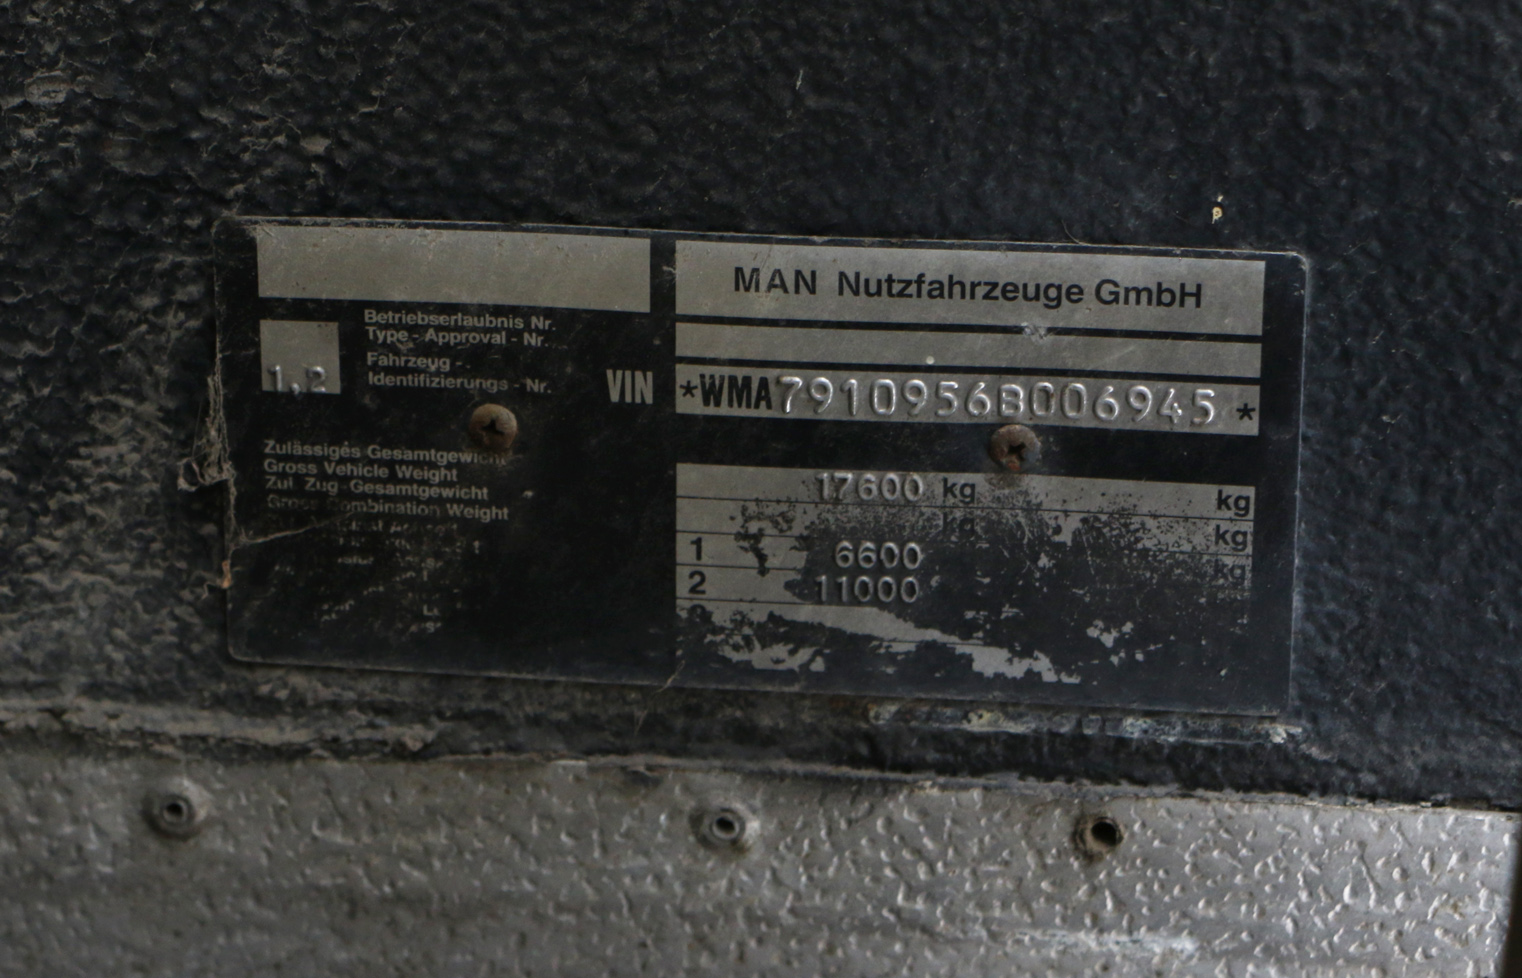 MAN Nutzfahrzeuge GmbH
Betriebserlaubnis Nr.
Type - Approval - Nr.
1,2
Fahrzeug -
Identifizierungs - Nr.
VIN *WMA7910956B006945 *
Zulässiges Gesamtgewicht
Gross Vehicle Weight
17600 kg kg
Zul. Zug-Gesamtgewicht
Gross Combination Weight
kg kg
1 6600 kg
2 11000